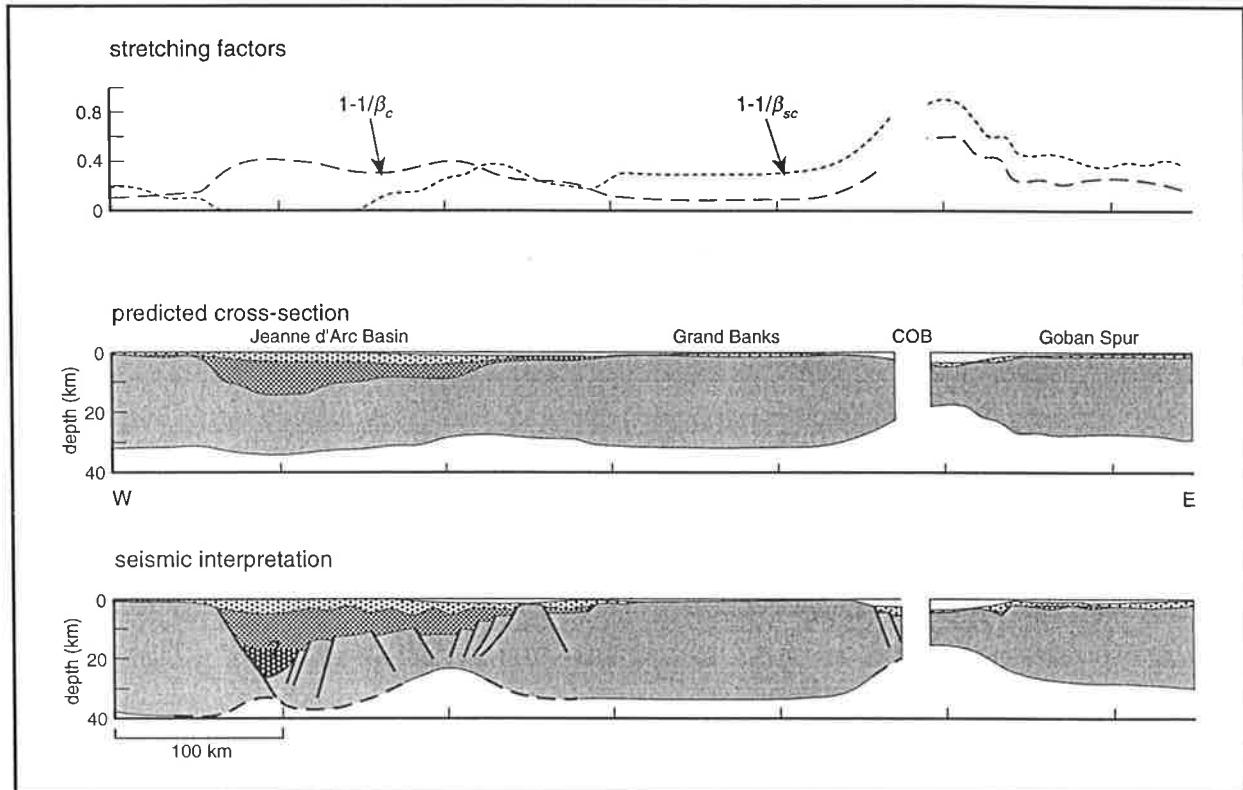 stretching factors
1-1/βc
1-1/βsc
0.8
0.4
0
predicted cross-section
Jeanne d'Arc Basin
Grand Banks
COB
Goban Spur
0
20
40
depth (km)
W
E
seismic interpretation
0
20
40
depth (km)
?
100 km